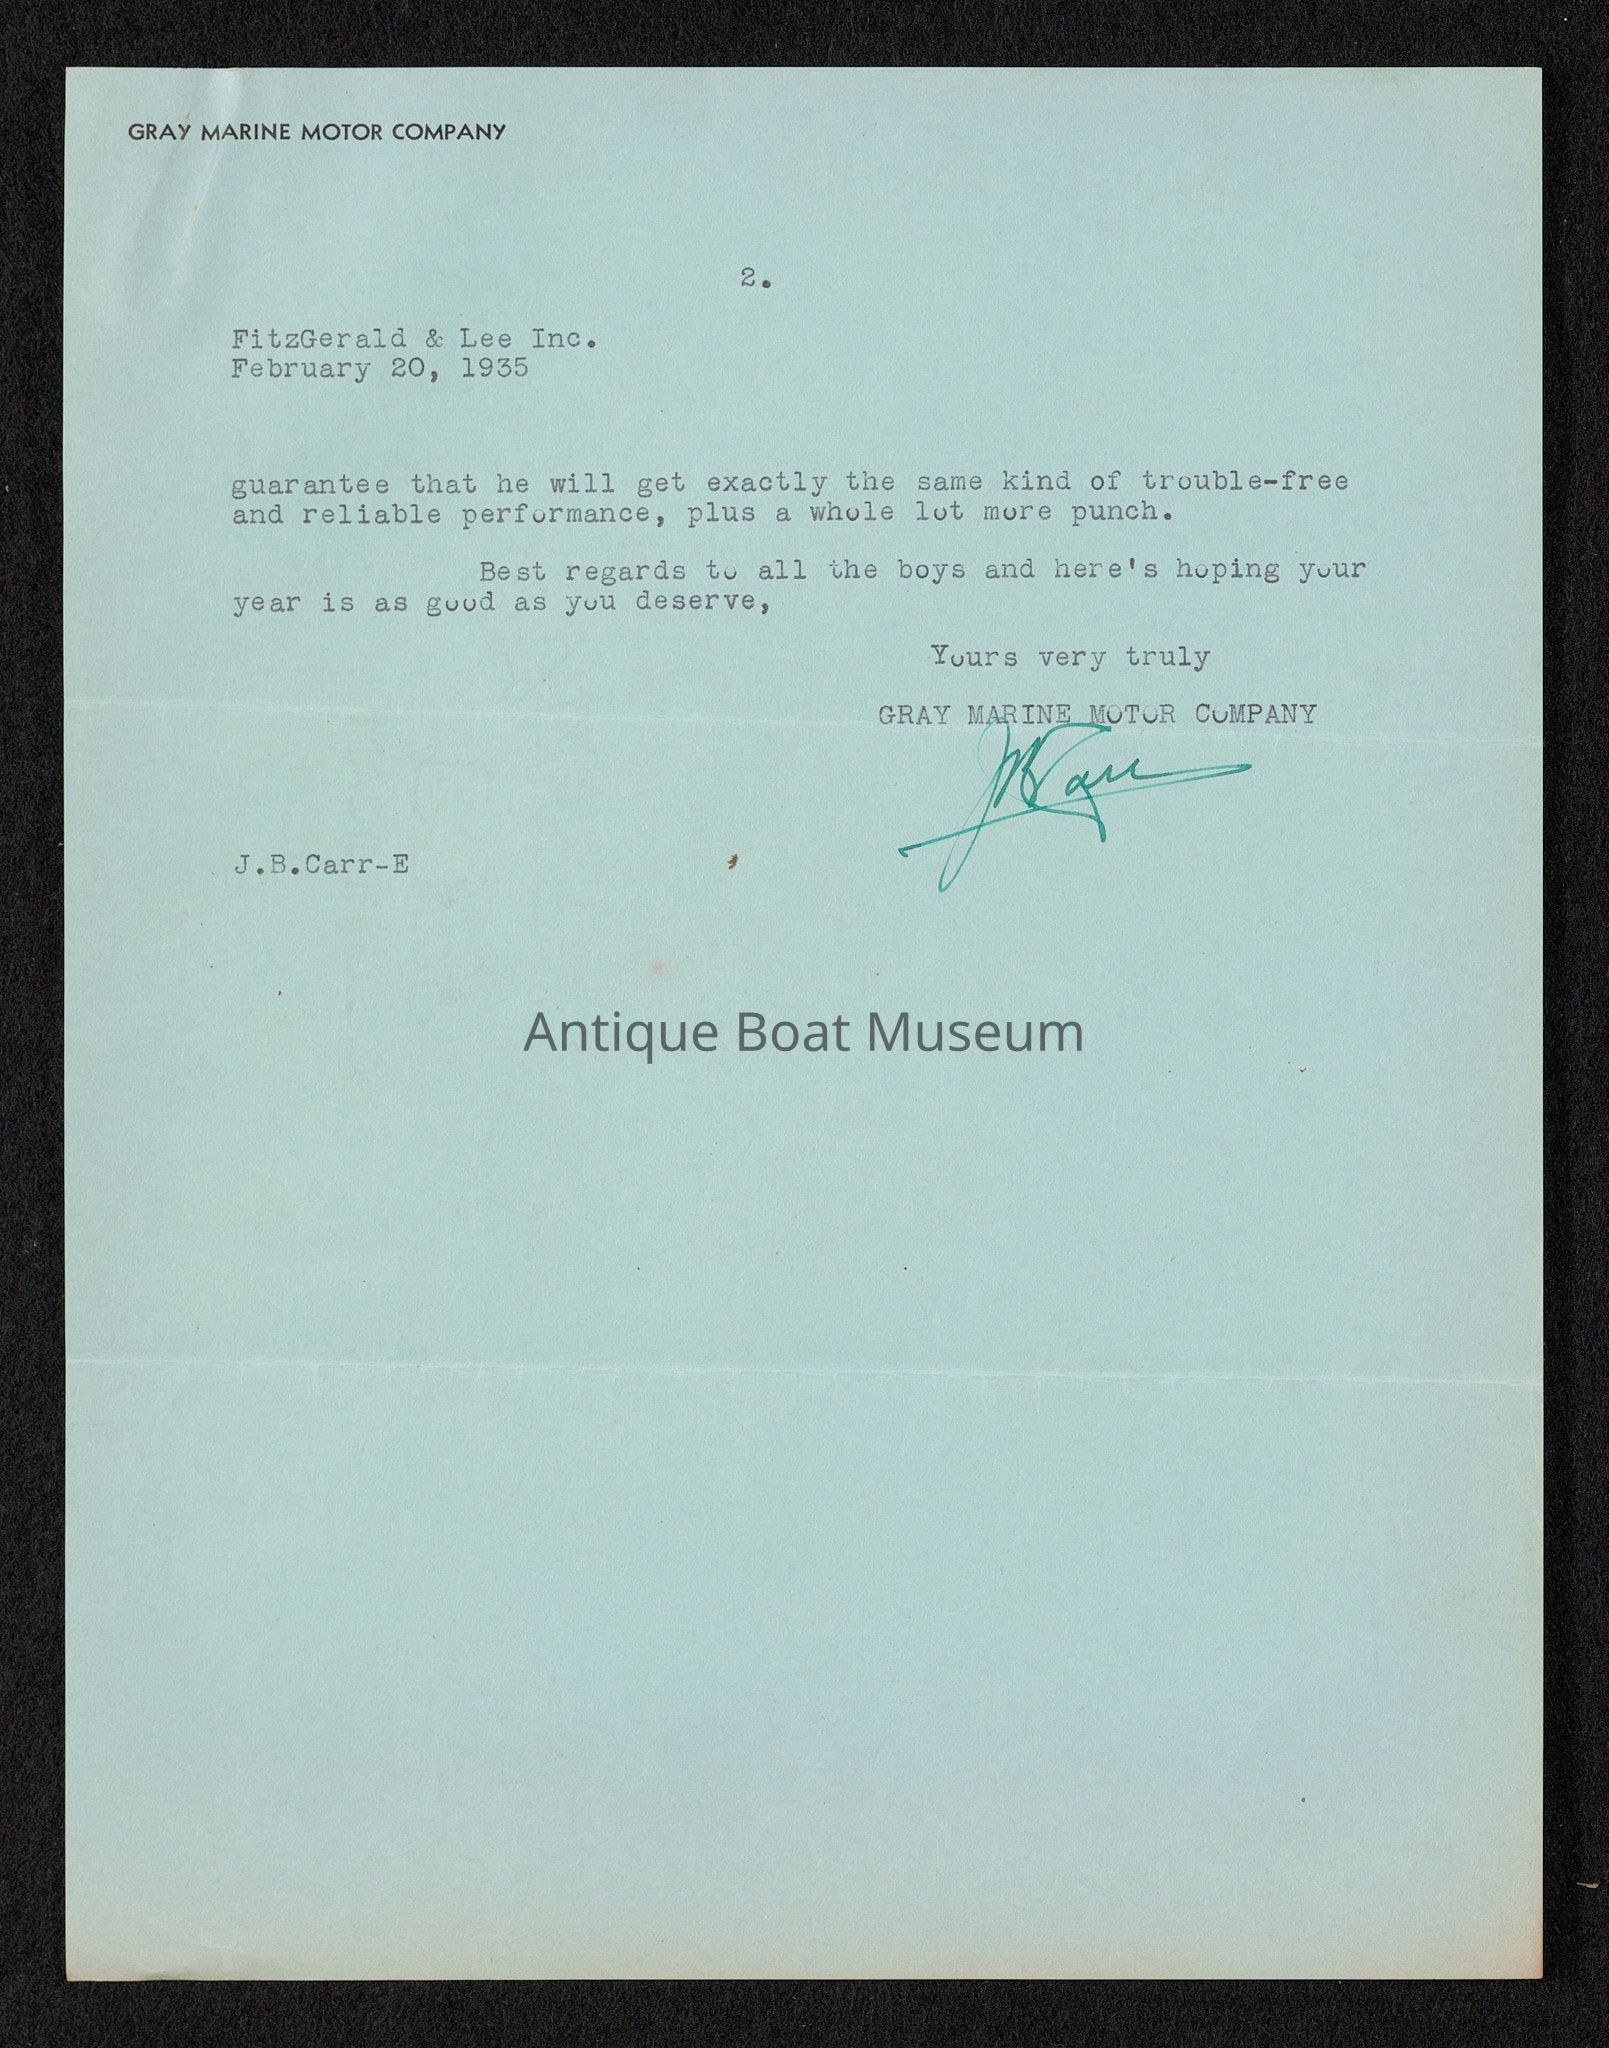 GRAY MARINE MOTOR COMPANY
2.
FitzGerald & Lee Inc.
February 20, 1935
guarantee that he will get exactly the same kind of trouble-free
and reliable performance, plus a whole lot more punch.
Best regards to all the boys and here's hoping your
year is as good as you deserve,
Yours very truly
GRAY MARINE MOTOR COMPANY
JBCarr
J.B.Carr-E
Antique Boat Museum